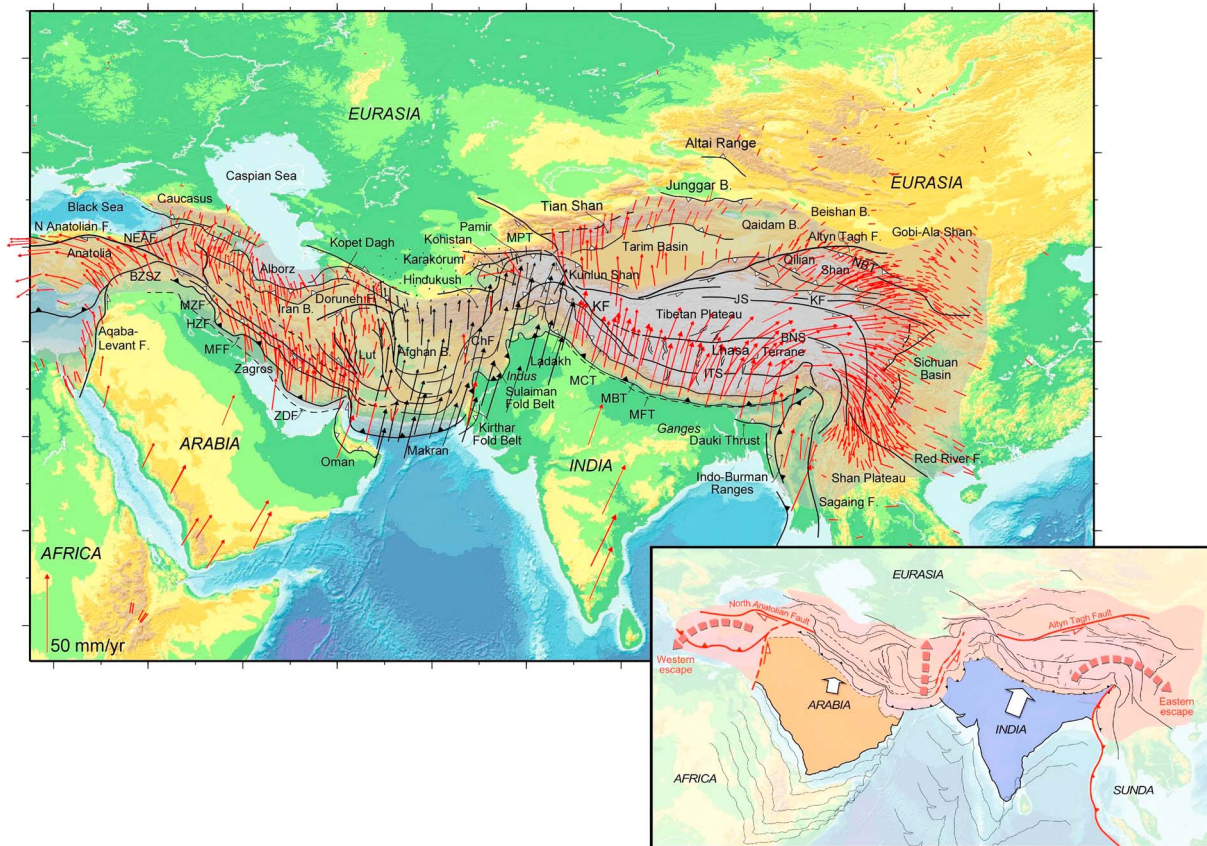 EURASIA
Altai Range
Caspian Sea
Junggar B.
EURASIA
Black Sea
Caucasus
Tian Shan
Beishan B.
N Anatolian F.
Pamir
MPT
Qaidam B.
Altyn Tagh F.
NEAF
Kopet Dagh
Kohistan
Tarim Basin
Gobi-Ala Shan
Anatolia
Karakorum
Qilian
Shan
NBT
BZSZ
Alborz
Hindukush
Kunlun Shan
MZF
Doruneh F.
KF
JS
KF
HZF
Iran B.
Tibetan Plateau
Aqaba-
Levant F.
MFF
Lut
Afghan B.
ChF
BNS
Lhasa
Terrane
Zagros
Ladakh
ITS
Sichuan
Basin
Indus
MCT
Sulaiman
Fold Belt
MBT
ZDF
MFT
Kirthar
Fold Belt
Ganges
ARABIA
Makran
Dauki Thrust
Oman
INDIA
Red River F.
Indo-Burman
Ranges
Shan Plateau
Sagaing F.
AFRICA
50 mm/yr
EURASIA
North Anatolian Fault
Altyn Tagh Fault
Western
escape
ARABIA
Eastern
escape
INDIA
AFRICA
SUNDA